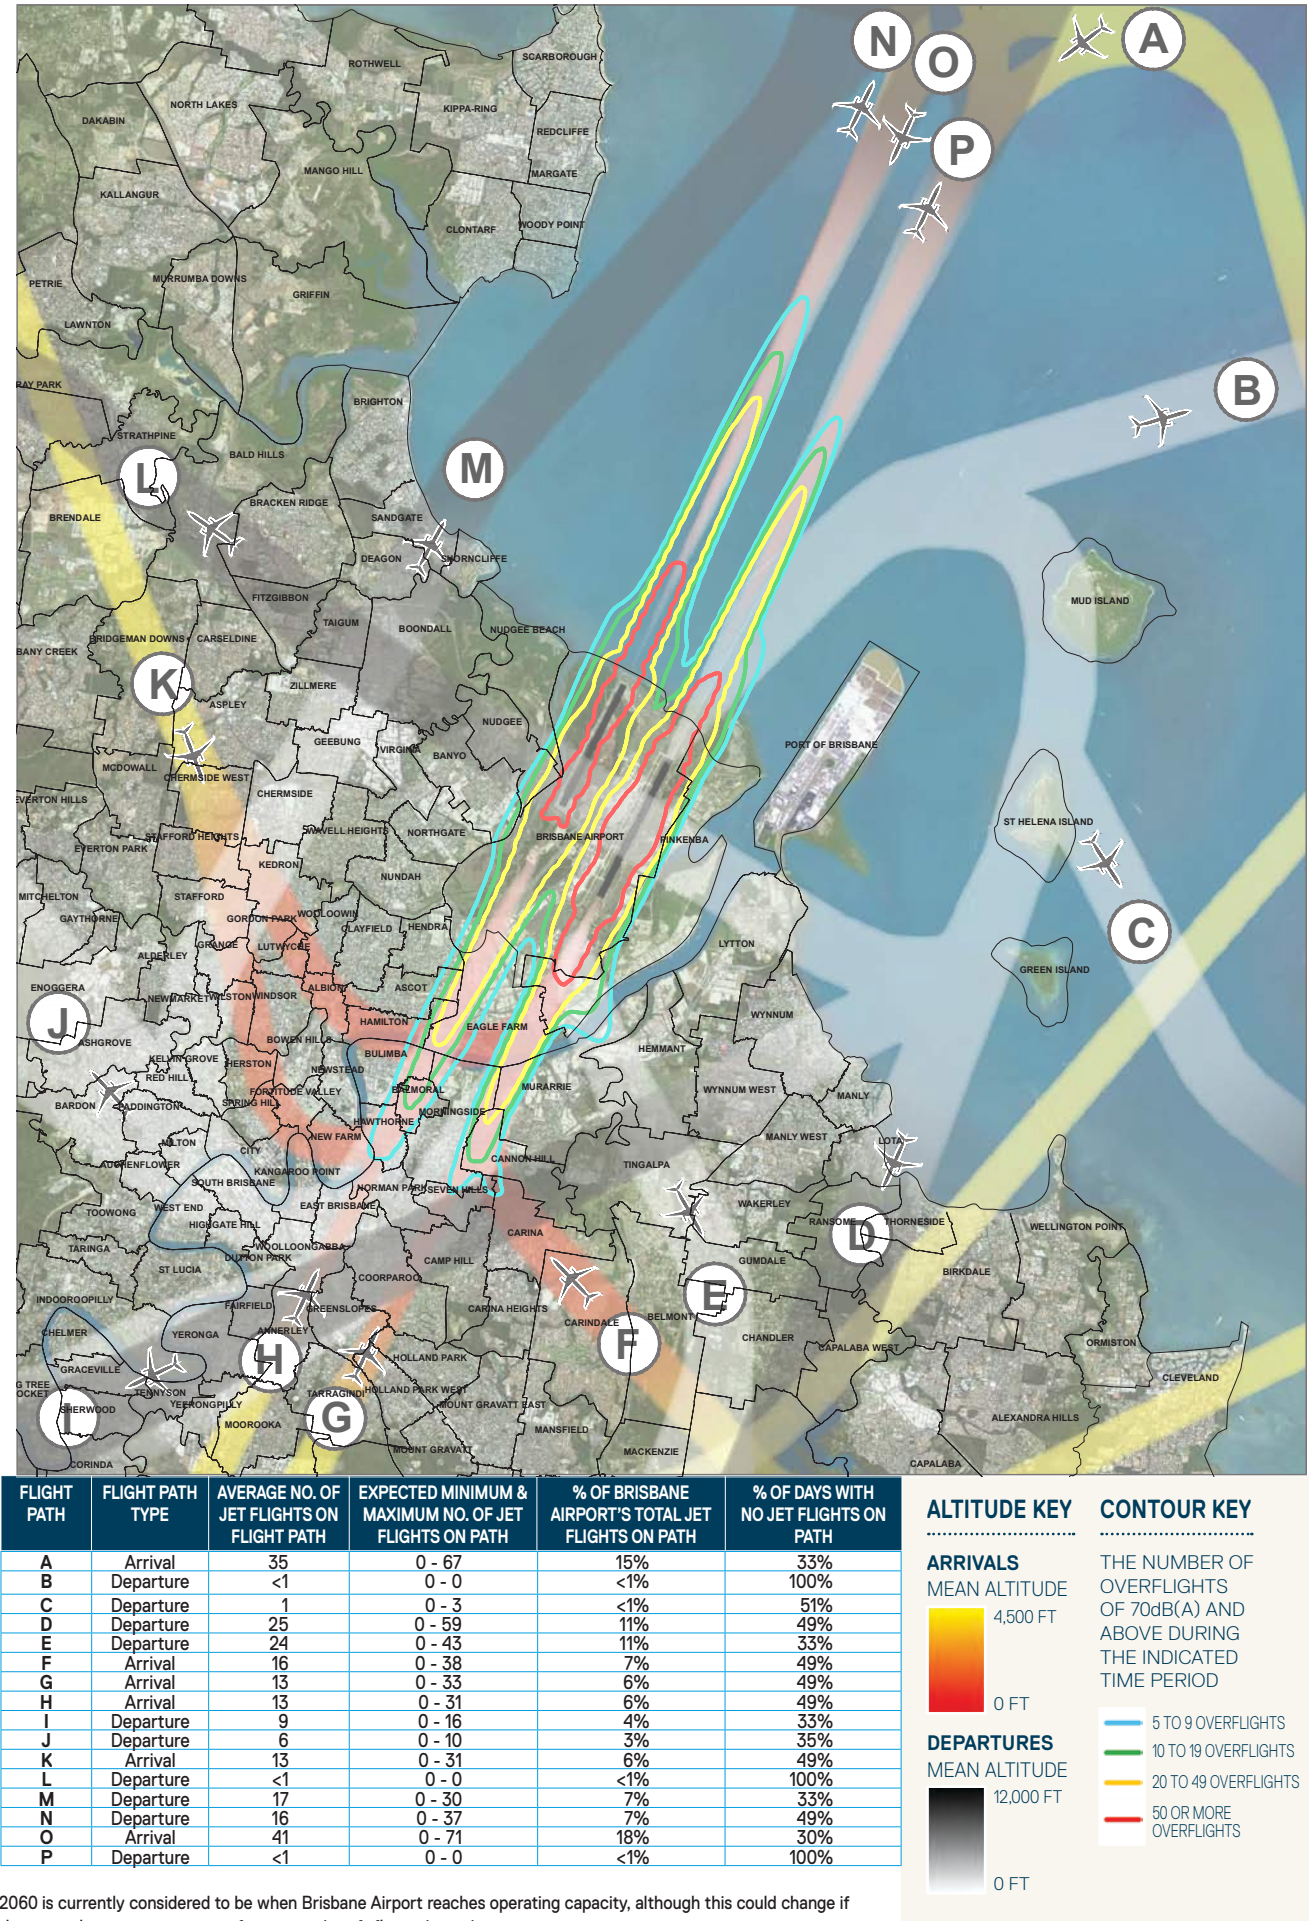 N
A
O
SCARBOROUGH
ROTHWELL
NORTH LAKES
KIPPA-RING
DAKABIN
REDCLIFFE
P
MANGO HILL
MARGATE
KALLANGUR
CLONTARF
WOODY POINT
MURRUMBA DOWNS
PETRIE
GRIFFIN
LAWNTON
RAY PARK
B
BRIGHTON
STRATHPINE
BALD HILLS
L
M
BRACKEN RIDGE
BRENDALE
SANDGATE
DEAGON
SHORNCLIFFE
FITZGIBBON
MUD ISLAND
TAIGUM
BOONDALL
NUDGEE BEACH
BRIDGEMAN DOWNS
CARSELDINE
BANY CREEK
K
ZILLMERE
ASPLEY
NUDGEE
GEEBUNG
VIRGINIA
BANYO
PORT OF BRISBANE
MCDOWALL
CHERMSIDE WEST
CHERMSIDE
EVERTON HILLS
ST HELENA ISLAND
STAFFORD HEIGHTS
WAVELL HEIGHTS
NORTHGATE
BRISBANE AIRPORT
PINKENBA
EVERTON PARK
KEDRON
NUNDAH
MITCHELTON
STAFFORD
GAYTHORNE
GORDON PARK
WOOLOOWIN
CLAYFIELD
HENDRA
C
GRANGE
LUTWYCHE
LYTTON
ALDERLEY
GREEN ISLAND
ENOGGERA
NEWMARKET
WILSTON
WINDSOR
ALBION
ASCOT
J
HAMILTON
EAGLE FARM
WYNNUM
ASHGROVE
BOWEN HILLS
BULIMBA
HEMMANT
KELVIN GROVE
HERSTON
NEWSTEAD
RED HILL
FORTITUDE VALLEY
BALMORAL
MURARRIE
WYNNUM WEST
MANLY
BARDON
PADDINGTON
SPRING HILL
MORNINGSIDE
HAWTHORNE
MILTON
CITY
NEW FARM
MANLY WEST
LOTA
AUCHENFLOWER
KANGAROO POINT
CANNON HILL
TINGALPA
SOUTH BRISBANE
NORMAN PARK
SEVEN HILLS
TOOWONG
WEST END
EAST BRISBANE
WAKERLEY
HIGHGATE HILL
RANSOME
D
THORNESIDE
WELLINGTON POINT
TARINGA
WOOLLOONGABBA
DUTTON PARK
CARINA
CAMP HILL
GUMDALE
ST LUCIA
COORPAROO
BIRKDALE
INDOOROOPILLY
FAIRFIELD
GREENSLOPES
CARINA HEIGHTS
E
BELMONT
CARINDALE
F
CHELMER
YERONGA
ANNERLEY
CHANDLER
CAPALABA WEST
ORMISTON
GRACEVILLE
H
HOLLAND PARK
CLEVELAND
G TREE
OCKET
TENNYSON
TARRAGINDI
HOLLAND PARK WEST
I
SHERWOOD
YEERONGPILLY
MOUNT GRAVATT EAST
G
MOOROOKA
MANSFIELD
ALEXANDRA HILLS
MOUNT GRAVATT
MACKENZIE
CORINDA
CAPALABA
FLIGHT PATH FLIGHT PATH TYPE AVERAGE NO. OF JET FLIGHTS ON FLIGHT PATH EXPECTED MINIMUM & MAXIMUM NO. OF JET FLIGHTS ON PATH % OF BRISBANE AIRPORT'S TOTAL JET FLIGHTS ON PATH % OF DAYS WITH NO JET FLIGHTS ON PATH
A Arrival 35 0 - 67 15% 33%
B Departure <1 0 - 0 <1% 100%
C Departure 1 0 - 3 <1% 51%
D Departure 25 0 - 59 11% 49%
E Departure 24 0 - 43 11% 33%
F Arrival 16 0 - 38 7% 49%
G Arrival 13 0 - 33 6% 49%
H Arrival 13 0 - 31 6% 49%
I Departure 9 0 - 16 4% 33%
J Departure 6 0 - 10 3% 35%
K Arrival 13 0 - 31 6% 49%
L Departure <1 0 - 0 <1% 100%
M Departure 17 0 - 30 7% 33%
N Departure 16 0 - 37 7% 49%
O Arrival 41 0 - 71 18% 30%
P Departure <1 0 - 0 <1% 100%
ALTITUDE KEY
ARRIVALS
MEAN ALTITUDE
4,500 FT
0 FT
DEPARTURES
MEAN ALTITUDE
12,000 FT
0 FT
CONTOUR KEY
THE NUMBER OF
OVERFLIGHTS
OF 70dB(A) AND
ABOVE DURING
THE INDICATED
TIME PERIOD
5 TO 9 OVERFLIGHTS
10 TO 19 OVERFLIGHTS
20 TO 49 OVERFLIGHTS
50 OR MORE
OVERFLIGHTS
2060 is currently considered to be when Brisbane Airport reaches operating capacity, although this could change if